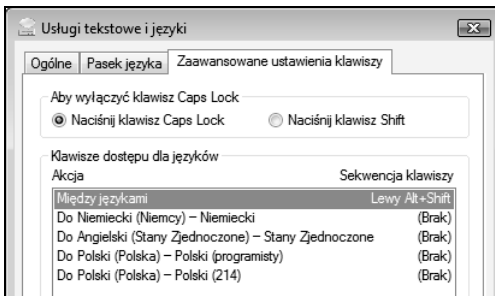 Usługi tekstowe i języki
Ogólne Pasek języka Zaawansowane ustawienia klawiszy
Aby wyłączyć klawisz Caps Lock
Naciśnij klawisz Caps Lock Naciśnij klawisz Shift
Klawisze dostępu dla języków
Akcja Sekwencja klawiszy
Między językami Lewy Alt+Shift
Do Niemiecki (Niemcy) – Niemiecki (Brak)
Do Angielski (Stany Zjednoczone) – Stany Zjednoczone (Brak)
Do Polski (Polska) – Polski (programisty) (Brak)
Do Polski (Polska) – Polski (214) (Brak)